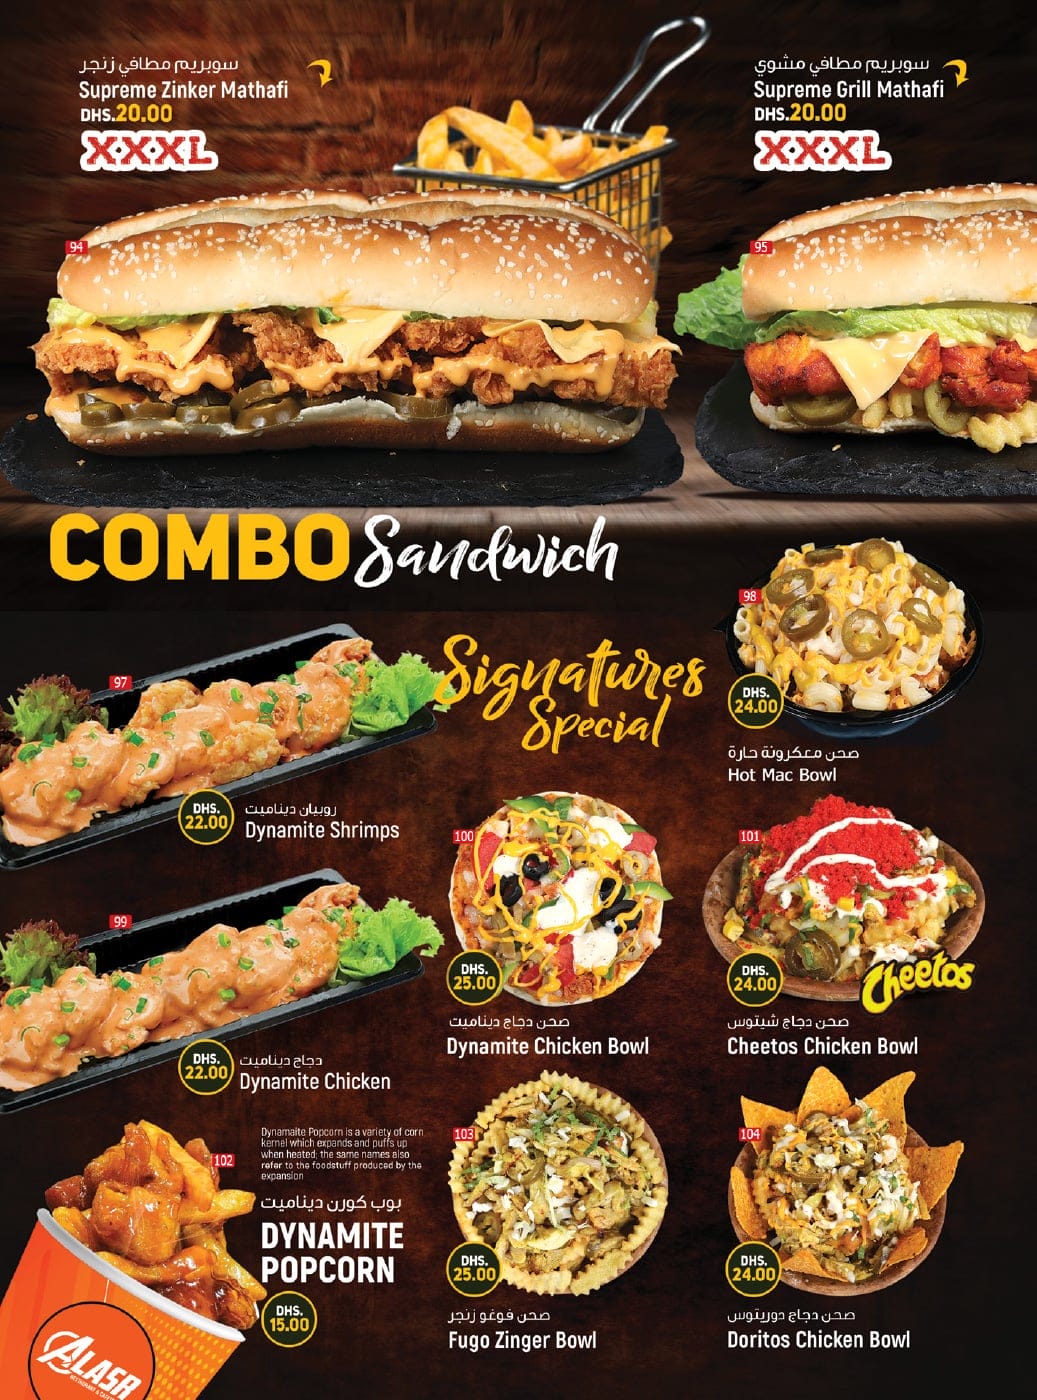 سوبريم مطافي زنجر
Supreme Zinker Mathafi
DHS.20.00
XXXL
94
سوبريم مطافي مشوي
Supreme Grill Mathafi
DHS.20.00
XXXL
95
COMBO Sandwich
Signatures
Special
97
DHS.
22.00
روبيان ديناميت
Dynamite Shrimps
98
DHS.
24.00
صحن معكرونة حارة
Hot Mac Bowl
99
DHS.
22.00
دجاج ديناميت
Dynamite Chicken
100
DHS.
25.00
صحن دجاج ديناميت
Dynamite Chicken Bowl
101
DHS.
24.00
Cheetos
صحن دجاج شيتوس
Cheetos Chicken Bowl
102
Dynamaite Popcorn is a variety of corn
kernel which expands and puffs up
when heated; the same names also
refer to the foodstuff produced by the
expansion
بوب كورن ديناميت
DYNAMITE
POPCORN
DHS.
15.00
ALASR
103
DHS.
25.00
صحن فوغو زنجر
Fugo Zinger Bowl
104
DHS.
24.00
صحن دجاج دوريتوس
Doritos Chicken Bowl